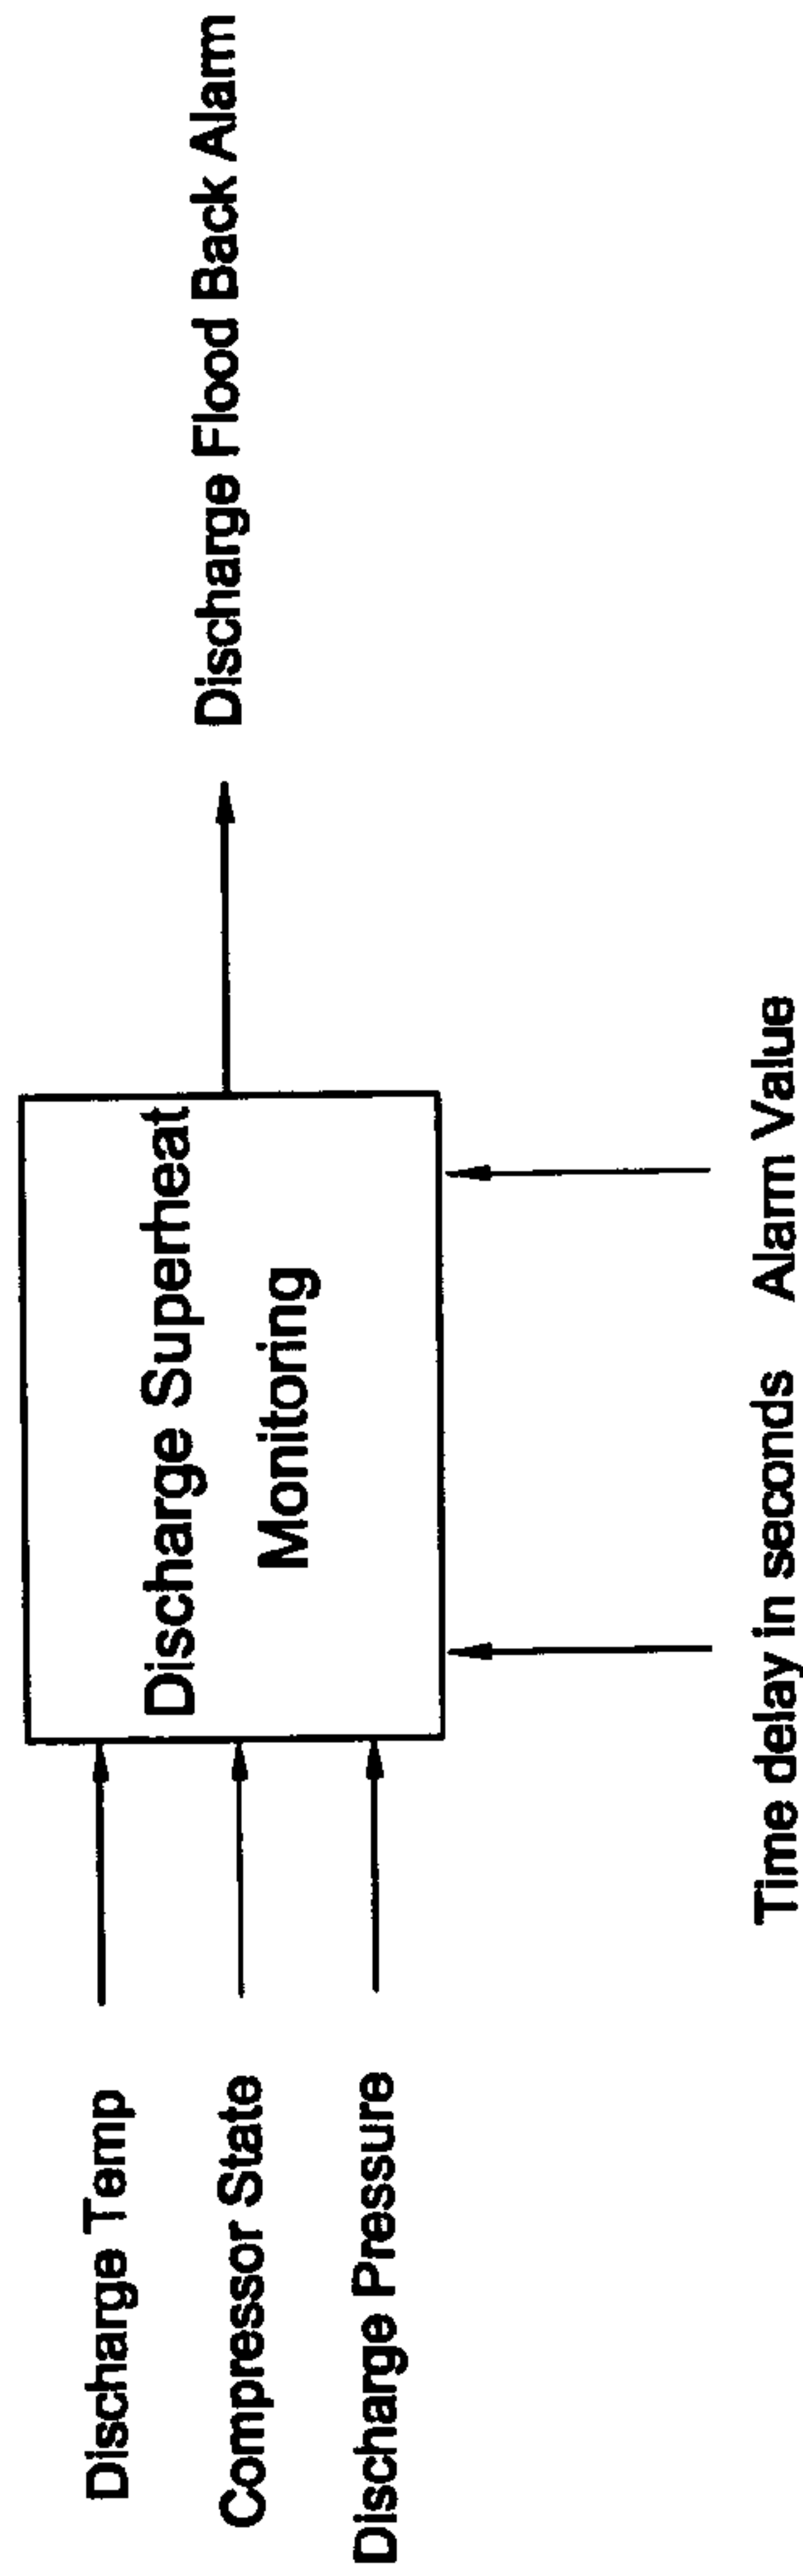 Discharge Temp
Compressor State
Discharge Pressure
Discharge Superheat
Monitoring
Discharge Flood Back Alarm
Time delay in seconds
Alarm Value